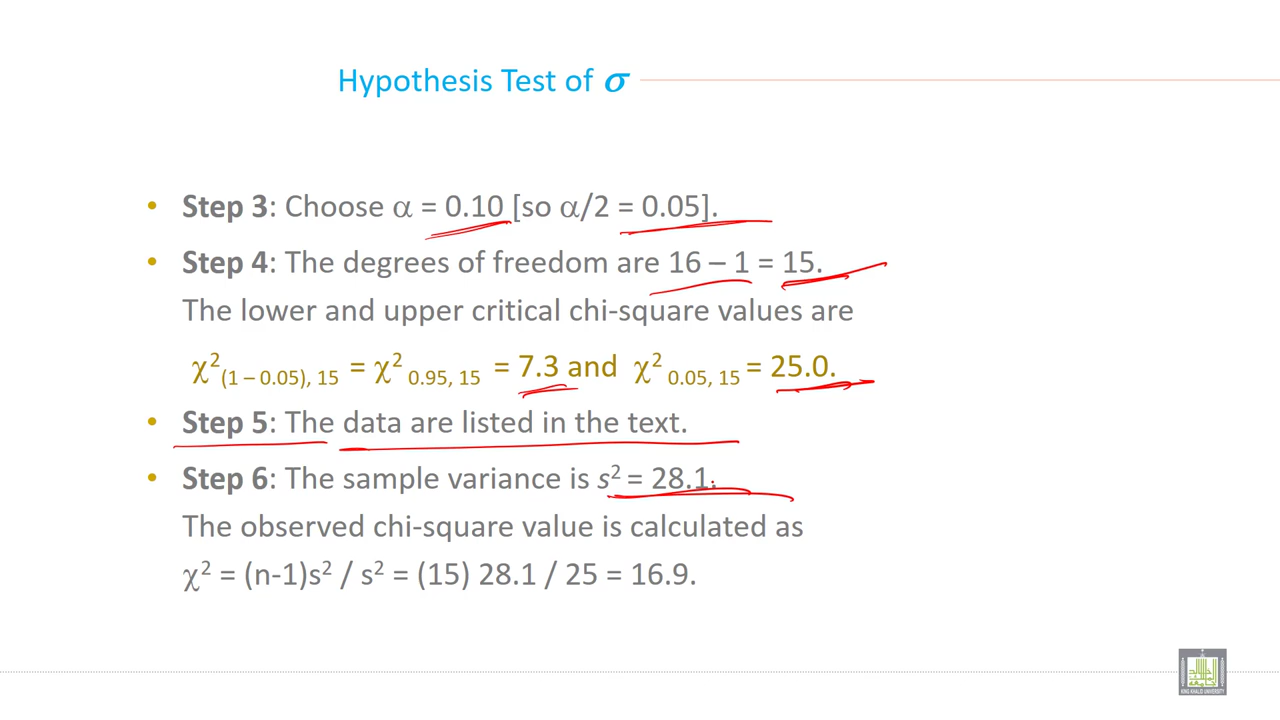 Hypothesis Test of σ
• Step 3: Choose α = 0.10 [so α/2 = 0.05].
• Step 4: The degrees of freedom are 16 – 1 = 15.
The lower and upper critical chi-square values are
χ²(1 – 0.05), 15 = χ² 0.95, 15 = 7.3 and χ² 0.05, 15 = 25.0.
• Step 5: The data are listed in the text.
• Step 6: The sample variance is s² = 28.1.
The observed chi-square value is calculated as
χ² = (n-1)s² / s² = (15) 28.1 / 25 = 16.9.
KING KHALID UNIVERSITY